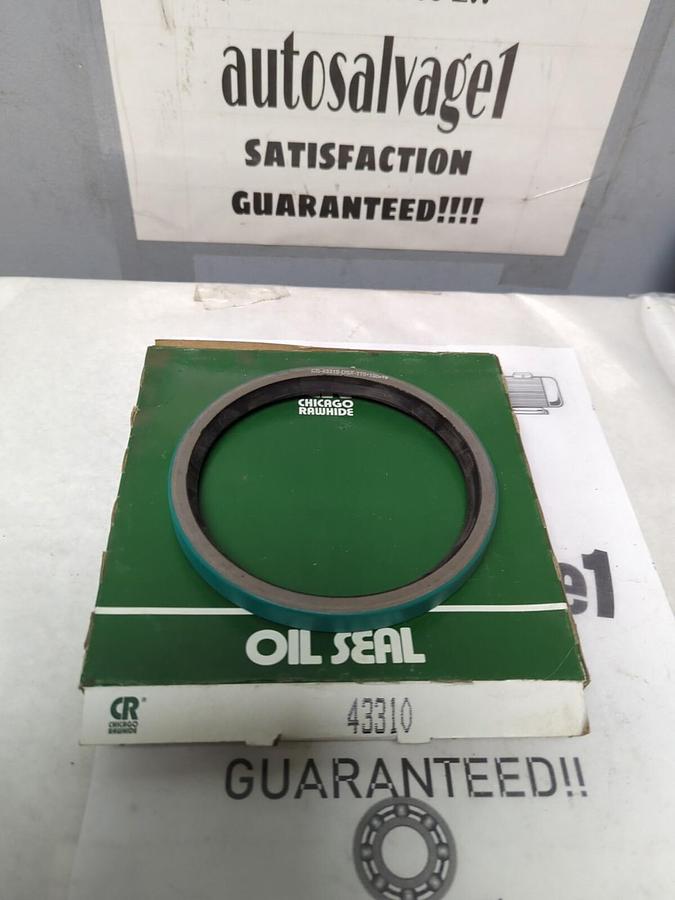 autosalvage1
SATISFACTION
GUARANTEED!!!!
CHICAGO
RAWHIDE
e1
OIL SEAL
CR
CHICAGO
RAWHIDE
43310
GUARANTEED!!